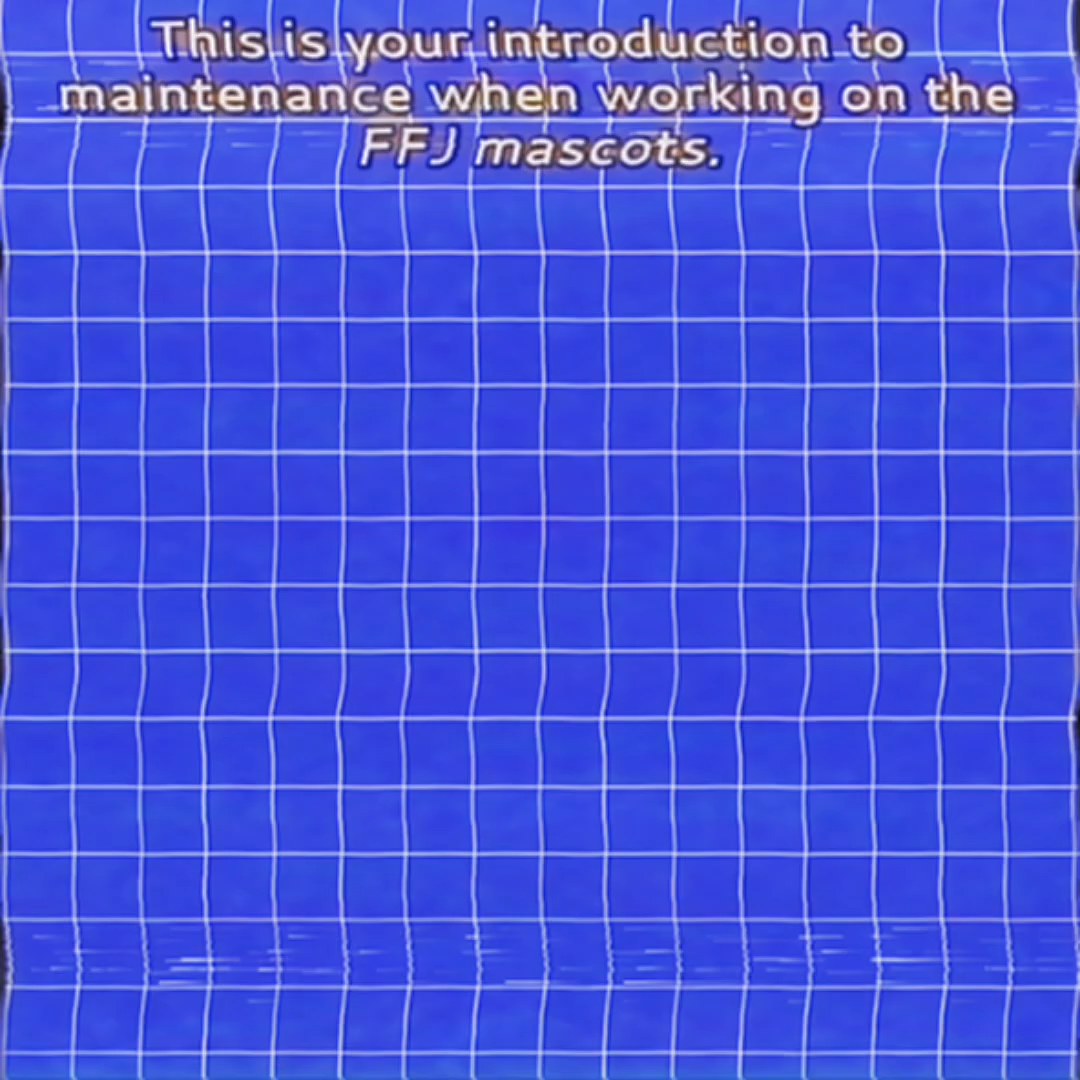 This is your introduction to
maintenance when working on the
FFJ mascots.